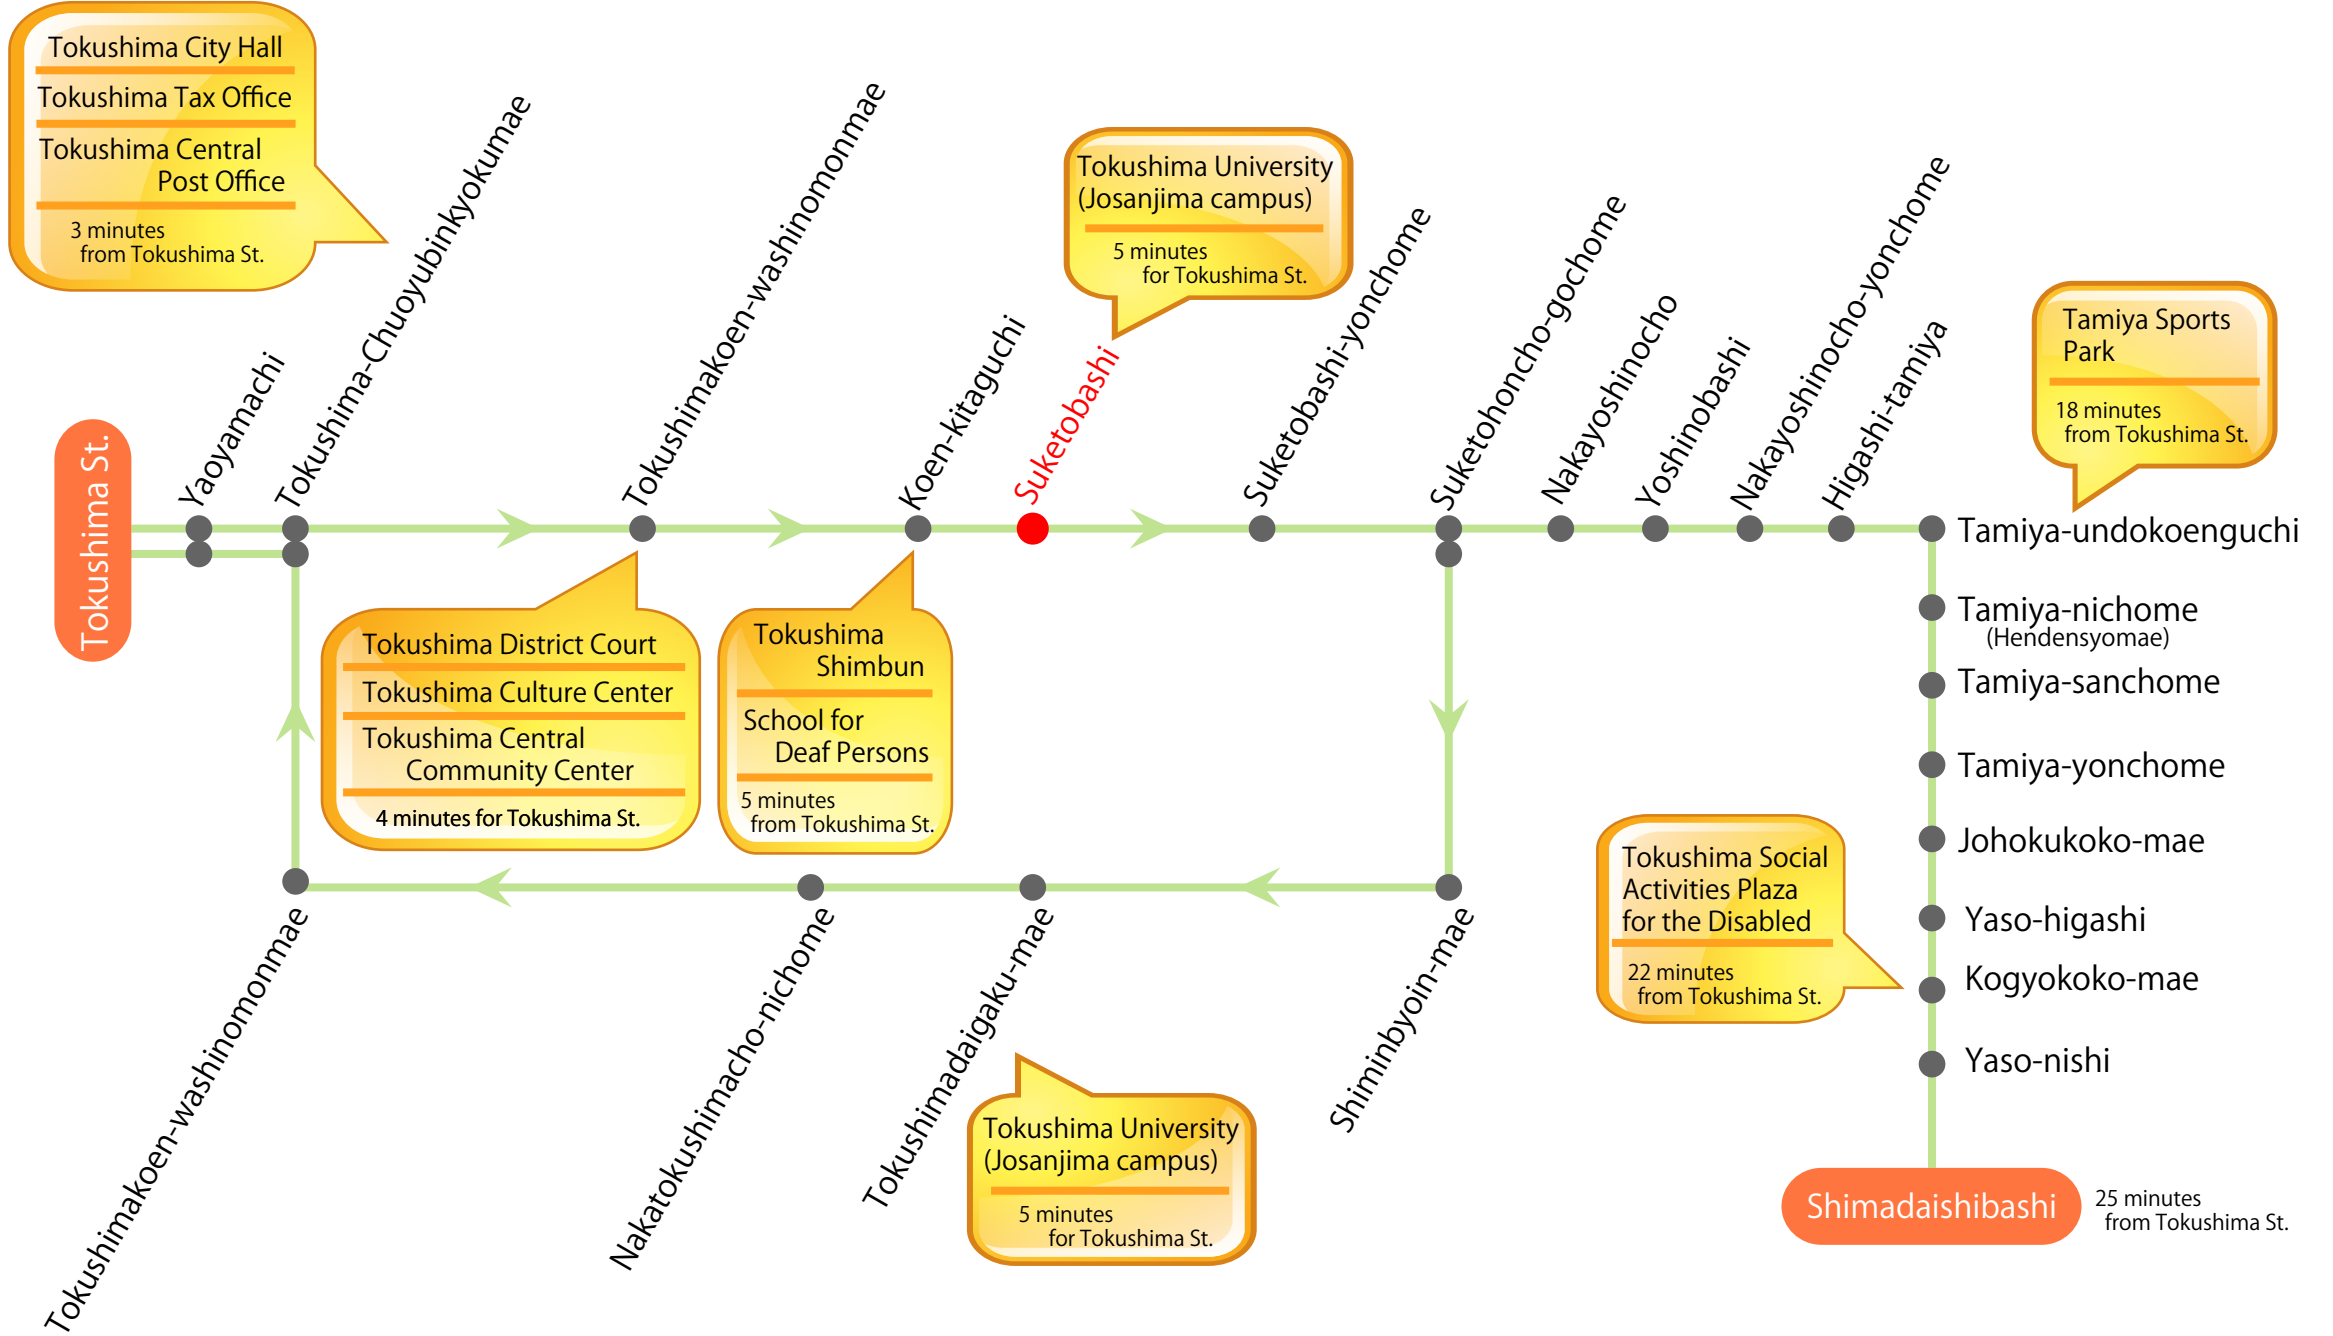 Tokushima City Hall
Tokushima Tax Office
Tokushima Central
Post Office
3 minutes
from Tokushima St.
Tokushima St.
Yaoyamachi
Tokushima-Chuoyubinkyokumae
Tokushimakoen-washinomonmae
Koen-kitaguchi
Suketobashi
Tokushima University
(Josanjima campus)
5 minutes
for Tokushima St.
Suketobashi-yonchome
Suketohoncho-gochome
Nakayoshinocho
Yoshinobashi
Nakayoshinocho-yonchome
Higashi-tamiya
Tamiya Sports
Park
18 minutes
from Tokushima St.
Tamiya-undokoenguchi
Tamiya-nichome
(Hendensyomae)
Tamiya-sanchome
Tamiya-yonchome
Johokukoko-mae
Yaso-higashi
Kogyokoko-mae
Yaso-nishi
Tokushima District Court
Tokushima Culture Center
Tokushima Central
Community Center
4 minutes for Tokushima St.
Tokushima
Shimbun
School for
Deaf Persons
5 minutes
from Tokushima St.
Tokushima Social
Activities Plaza
for the Disabled
22 minutes
from Tokushima St.
Tokushimakoen-washinomonmae
Nakatokushimacho-nichome
Tokushimadaigaku-mae
Shiminbyoin-mae
Tokushima University
(Josanjima campus)
5 minutes
for Tokushima St.
Shimadaishibashi
25 minutes
from Tokushima St.